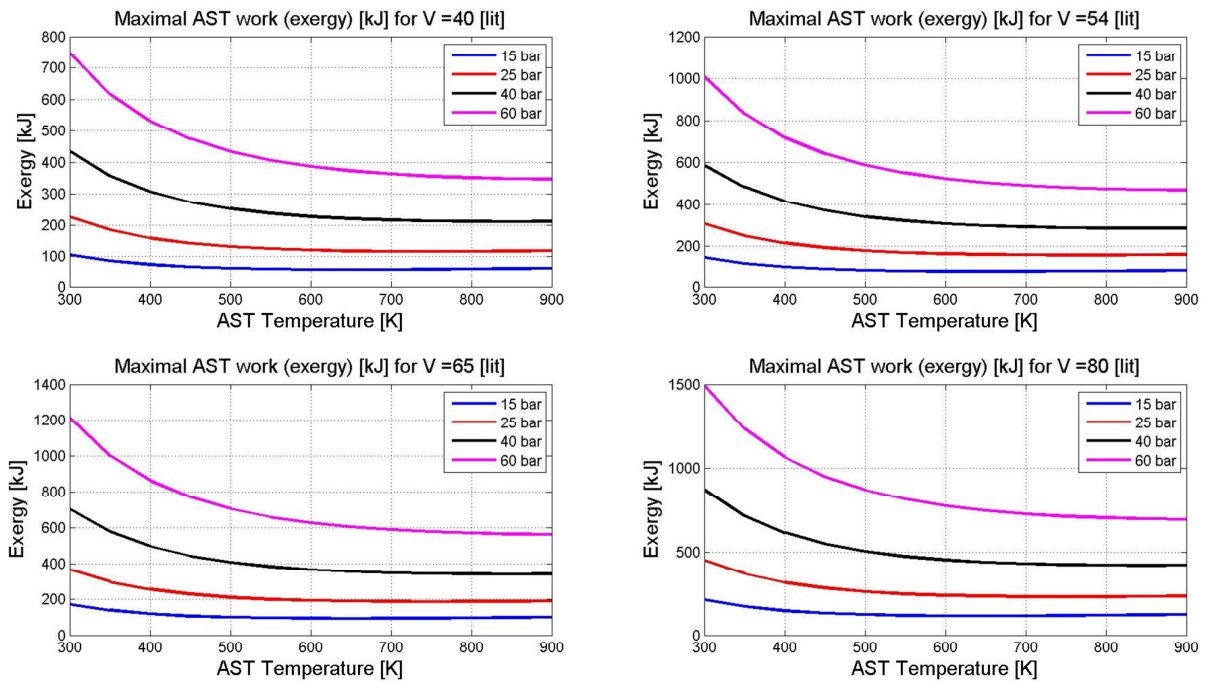 Maximal AST work (exergy) [kJ] for V =40 [lit]
800
700
600
500
400
300
200
100
0
Exergy [kJ]
15 bar
25 bar
40 bar
60 bar
300 400 500 600 700 800 900
AST Temperature [K]
Maximal AST work (exergy) [kJ] for V =54 [lit]
1200
1000
800
600
400
200
0
Exergy [kJ]
15 bar
25 bar
40 bar
60 bar
300 400 500 600 700 800 900
AST Temperature [K]
Maximal AST work (exergy) [kJ] for V =65 [lit]
1400
1200
1000
800
600
400
200
0
Exergy [kJ]
15 bar
25 bar
40 bar
60 bar
300 400 500 600 700 800 900
AST Temperature [K]
Maximal AST work (exergy) [kJ] for V =80 [lit]
1500
1000
500
0
Exergy [kJ]
15 bar
25 bar
40 bar
60 bar
300 400 500 600 700 800 900
AST Temperature [K]